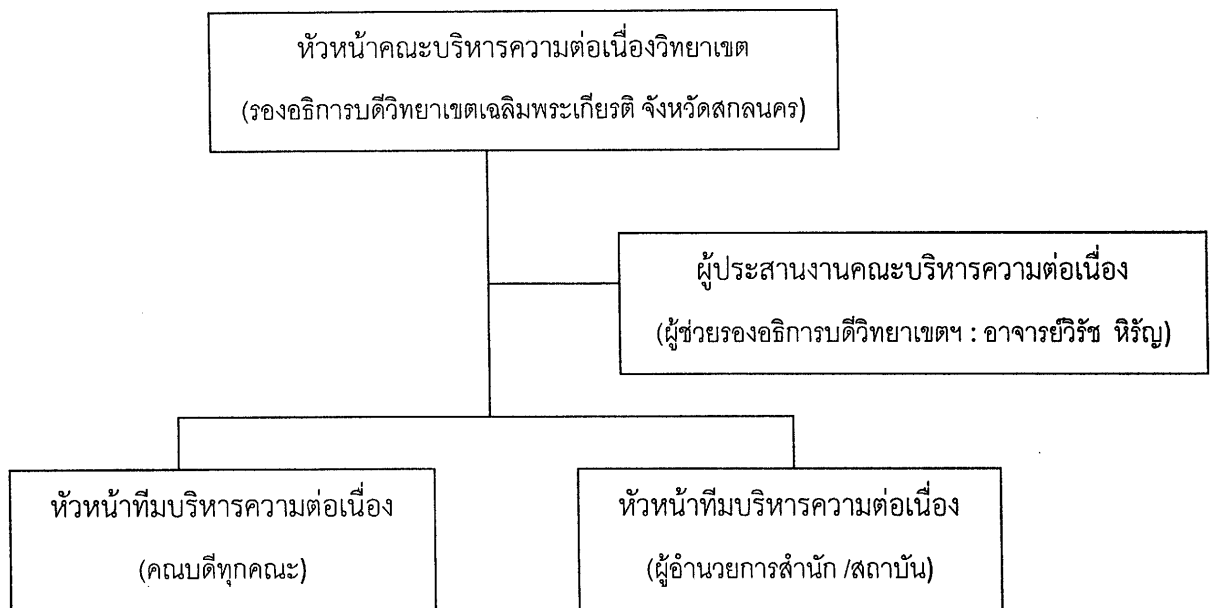 หัวหน้าคณะบริหารความต่อเนื่องวิทยาเขต
(รองอธิการบดีวิทยาเขตเฉลิมพระเกียรติ จังหวัดสกลนคร)
ผู้ประสานงานคณะบริหารความต่อเนื่อง
(ผู้ช่วยรองอธิการบดีวิทยาเขตฯ : อาจารย์วิรัช หิรัญ)
หัวหน้าทีมบริหารความต่อเนื่อง
(คณบดีทุกคณะ)
หัวหน้าทีมบริหารความต่อเนื่อง
(ผู้อำนวยการสำนัก /สถาบัน)